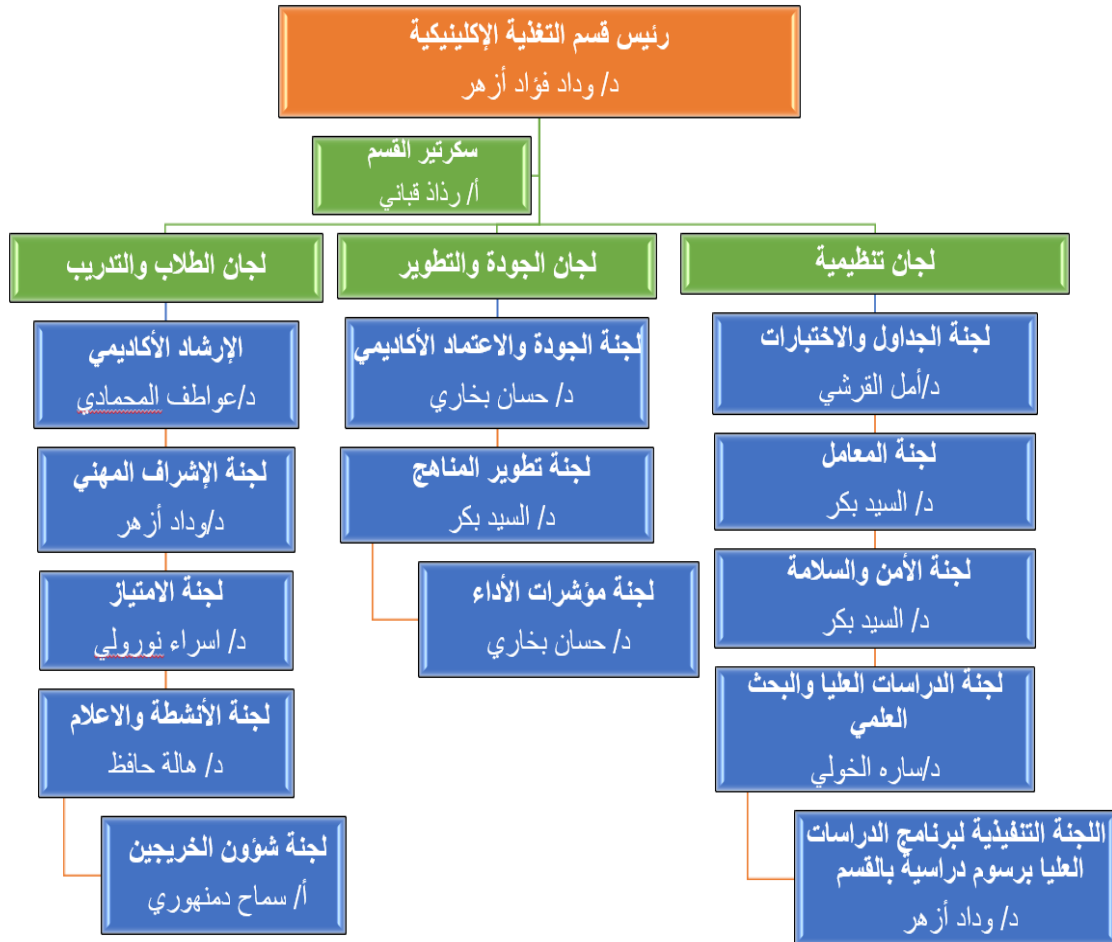 رئيس قسم التغذية الإكلينيكية
د/ وداد فؤاد أزهر
سكرتير القسم
أ/ رذاذ قباني
لجان تنظيمية
لجنة الجداول والاختبارات
د/أمل القرشي
لجنة المعامل
د/ السيد بكر
لجنة الأمن والسلامة
د/ السيد بكر
لجنة الدراسات العليا والبحث
العلمي
د/ساره الخولي
اللجنة التنفيذية لبرنامج الدراسات
العليا برسوم دراسية بالقسم
د/ وداد أزهر
لجان الجودة والتطوير
لجنة الجودة والاعتماد الأكاديمي
د/ حسان بخاري
لجنة تطوير المناهج
د/ السيد بكر
لجنة مؤشرات الأداء
د/ حسان بخاري
لجان الطلاب والتدريب
الإرشاد الأكاديمي
د/عواطف المحمادي
لجنة الإشراف المهني
د/وداد أزهر
لجنة الامتياز
د/ اسراء نورولي
لجنة الأنشطة والاعلام
د/ هالة حافظ
لجنة شؤون الخريجين
أ/ سماح دمنهوري